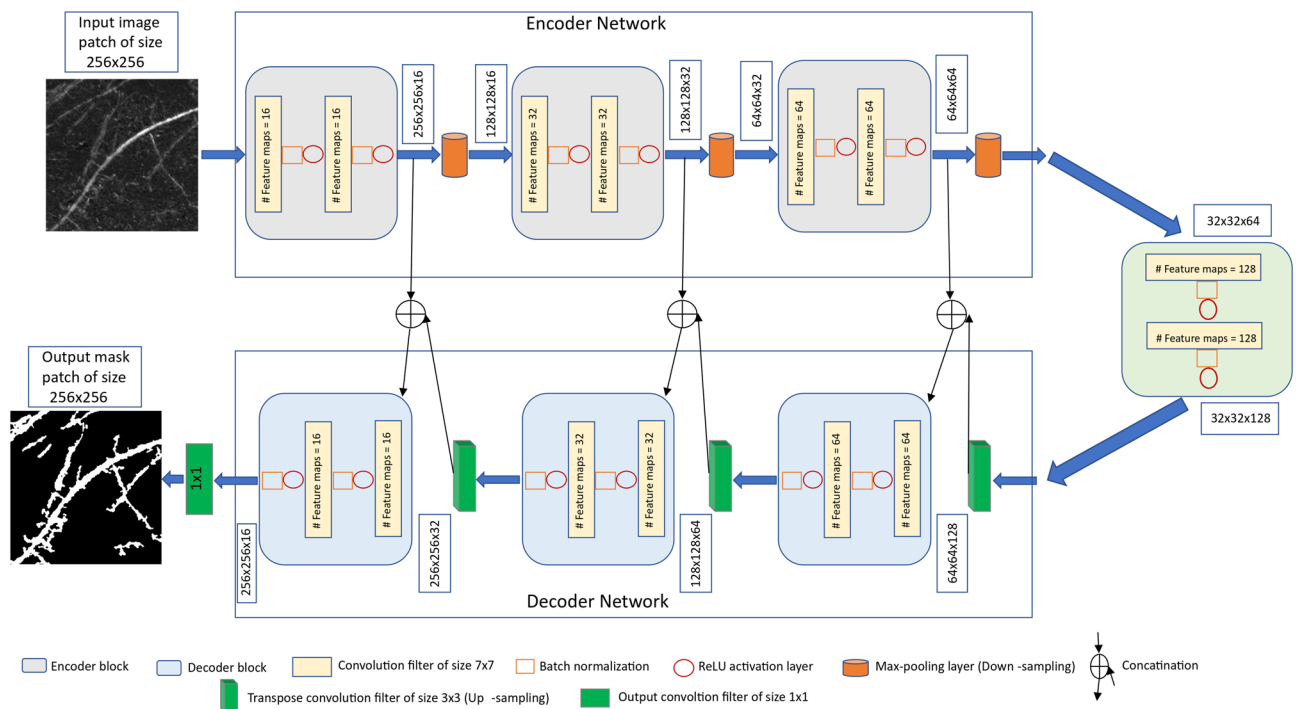 Input image
patch of size
256x256
Encoder Network
# Feature maps = 16
# Feature maps = 16
256x256x16
128x128x16
# Feature maps = 32
# Feature maps = 32
128x128x32
64x64x32
# Feature maps = 64
# Feature maps = 64
64x64x64
32x32x64
# Feature maps = 128
# Feature maps = 128
32x32x128
Output mask
patch of size
256x256
1x1
256x256x16
# Feature maps = 16
# Feature maps = 16
256x256x32
# Feature maps = 32
# Feature maps = 32
128x128x64
# Feature maps = 64
# Feature maps = 64
64x64x128
Decoder Network
Encoder block
Decoder block
Convolution filter of size 7x7
Batch normalization
ReLU activation layer
Max-pooling layer (Down -sampling)
Concatination
Transpose convolution filter of size 3x3 (Up -sampling)
Output convoltion filter of size 1x1